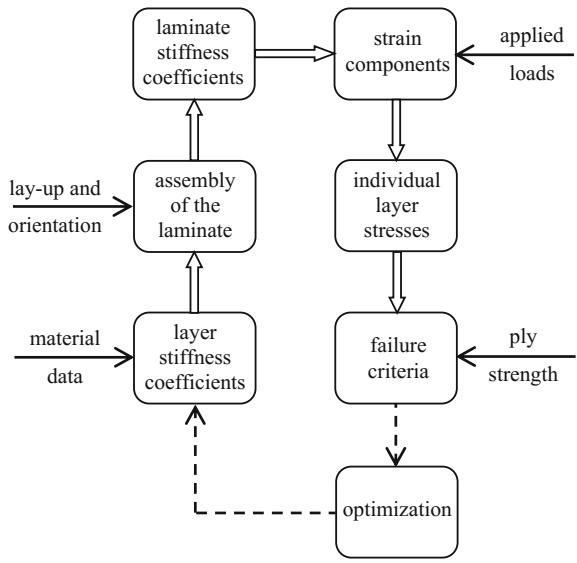 laminate
stiffness
coefficients
strain
components
applied
loads
lay-up and
orientation
assembly
of the
laminate
individual
layer
stresses
material
data
layer
stiffness
coefficients
failure
criteria
ply
strength
optimization